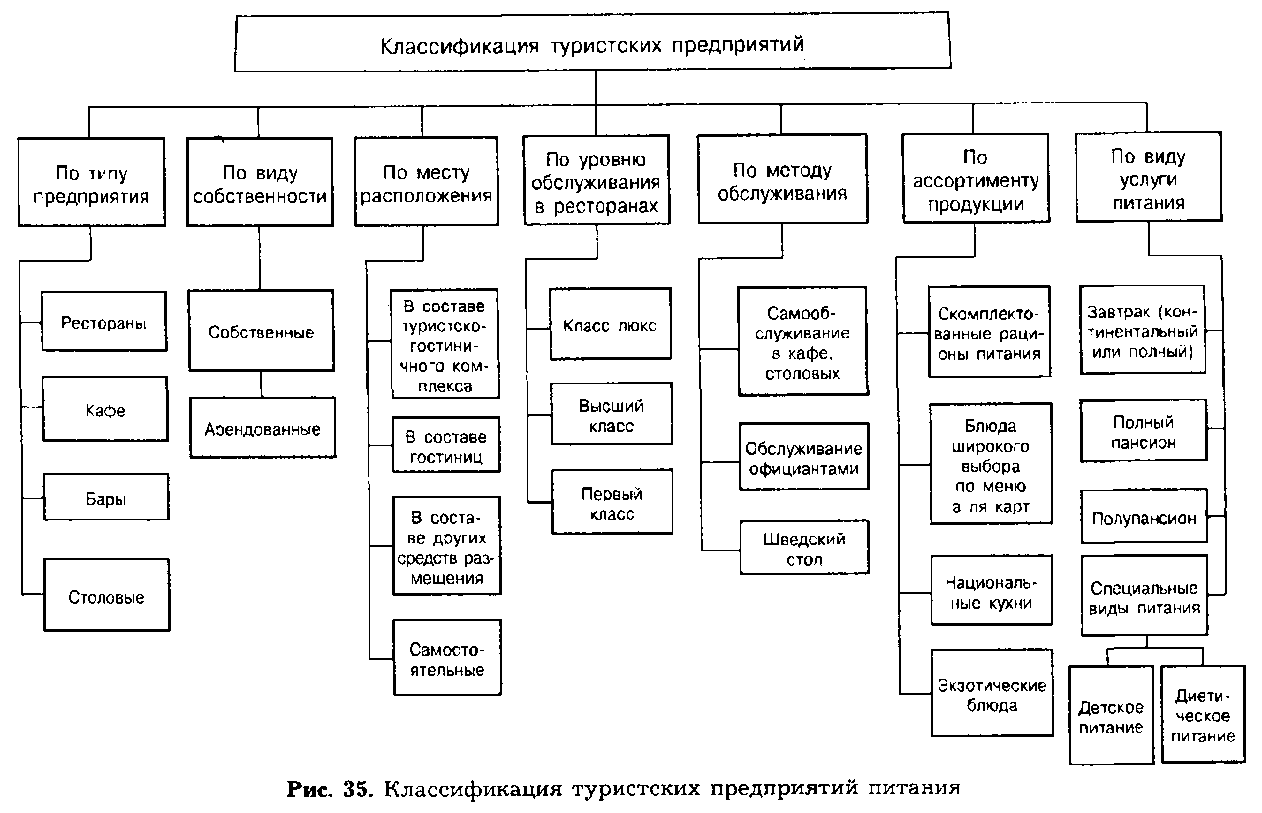 Классификация туристских предприятий
По типу
предприятия
По виду
собственности
По месту
расположения
По уровню
обслуживания
в ресторанах
По методу
обслуживания
По
ассортименту
продукции
По виду
услуги
питания
Рестораны
Кафе
Бары
Столовые
Собственные
Арендованные
В составе
туристско-
гостинич-
чного ком-
плекса
В составе
гостиниц
В соста-
ве других
средств раз-
мещения
Самосто-
ятельные
Класс люкс
Высший
класс
Первый
класс
Самооб-
служивание
в кафе,
столовых
Обслуживание
официантами
Шведский
стол
Скомплекто-
ванные раци-
оны питания
Блюда
широкого
выбора
по меню
а ля карт
Националь-
ные кухни
Экзотические
блюда
Завтрак (кон-
тинентальный
или полный)
Полный
пансион
Полупансион
Специальные
виды питания
Детское
питание
Диети-
ческое
питание
Рис. 35. Классификация туристских предприятий питания